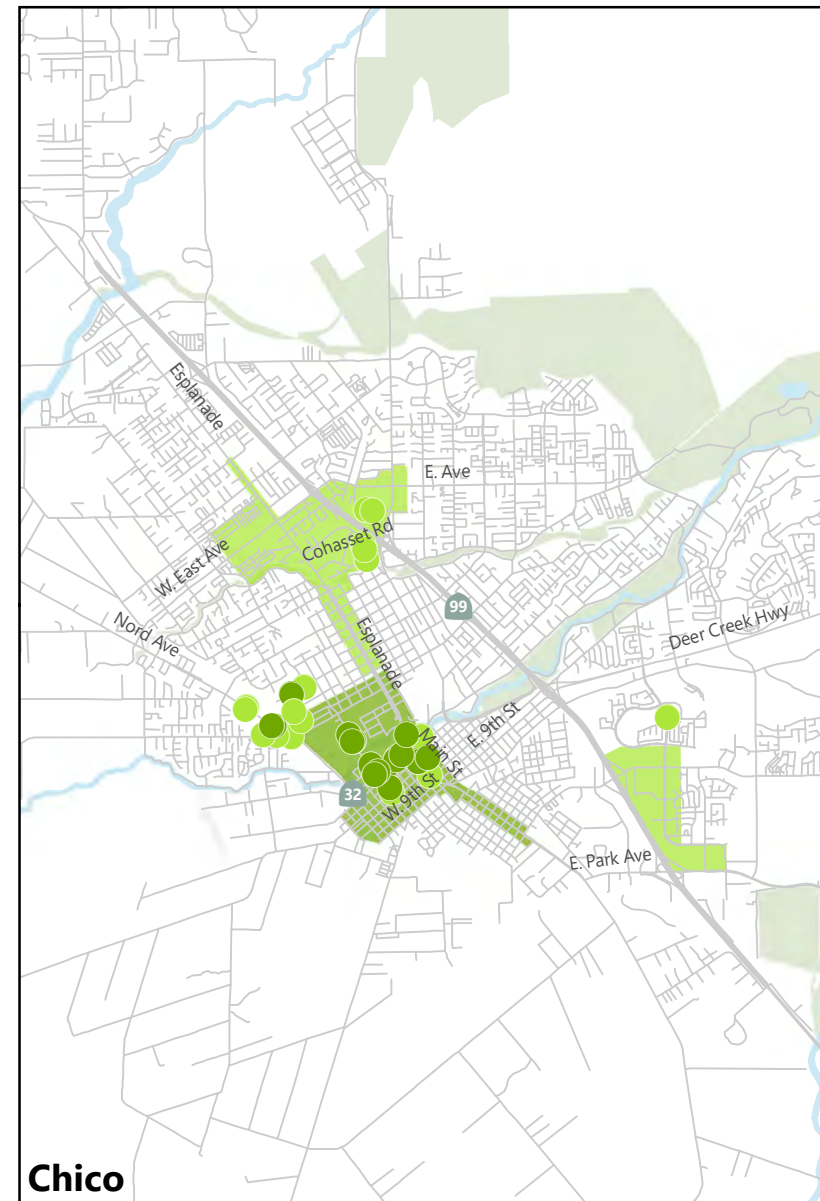 Esplanade
E. Ave
Cohasset Rd
W. East Ave
99
Nord Ave
Esplanade
Deer Creek Hwy
E. 9th St
Main St
32
W. 9th St
E. Park Ave
Chico